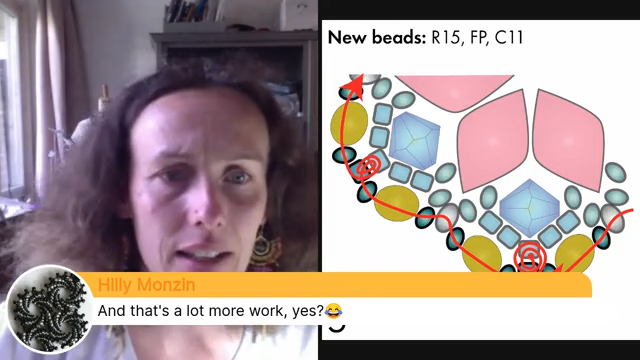 New beads: R15, FP, C11
Hilly Monzin
And that's a lot more work, yes?😂